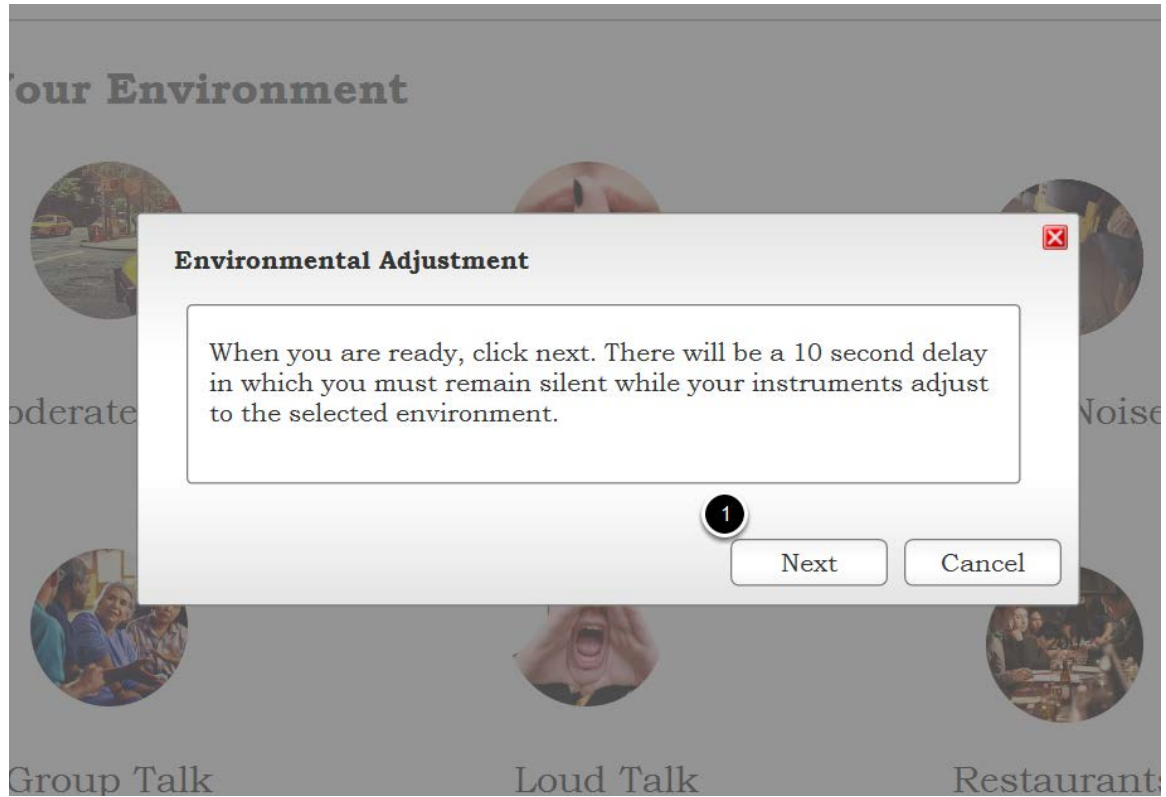 our Environment
Environmental Adjustment
When you are ready, click next. There will be a 10 second delay
in which you must remain silent while your instruments adjust
to the selected environment.
oderate
Noise
1
Next Cancel
Group Talk Loud Talk Restaurants